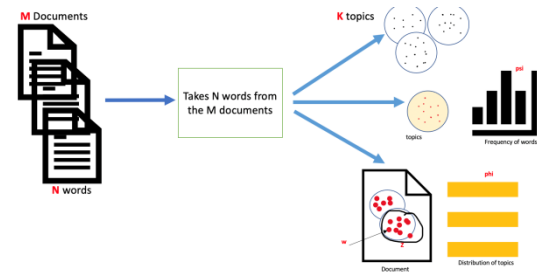 M Documents
N words
Takes N words from
the M documents
K topics
topics
psi
Frequency of words
phi
w
z
Document
Distribution of topics